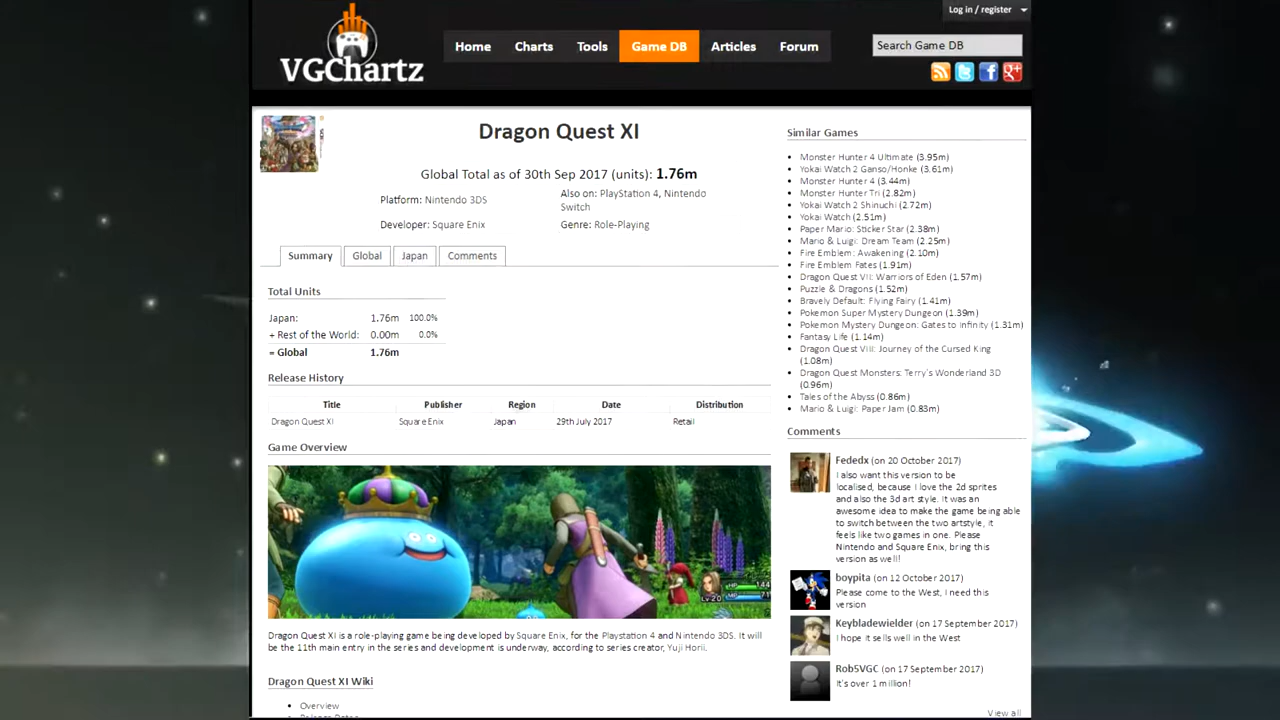 Log in / register
VGChartz
Home Charts Tools Game DB Articles Forum
Search Game DB
Dragon Quest XI
Global Total as of 30th Sep 2017 (units): 1.76m
Platform: Nintendo 3DS
Also on: PlayStation 4, Nintendo
Switch
Developer: Square Enix
Genre: Role-Playing
Summary Global Japan Comments
Total Units
Japan: 1.76m 100.0%
+ Rest of the World: 0.00m 0.0%
= Global 1.76m
Release History
Title Publisher Region Date Distribution
Dragon Quest XI Square Enix Japan 29th July 2017 Retail
Game Overview
Lv.20
HP 144
71
Dragon Quest XI is a role-playing game being developed by Square Enix, for the Playstation 4 and Nintendo 3DS. It will
be the 11th main entry in the series and development is underway, according to series creator, Yuji Horii.
Dragon Quest XI Wiki
Overview
Similar Games
Monster Hunter 4 Ultimate (3.95m)
Yokai Watch 2 Ganso/Honke (3.61m)
Monster Hunter 4 (3.44m)
Monster Hunter Tri (2.82m)
Yokai Watch 2 Shinuchi (2.72m)
Yokai Watch (2.51m)
Paper Mario: Sticker Star (2.38m)
Mario & Luigi: Dream Team (2.25m)
Fire Emblem: Awakening (2.10m)
Fire Emblem Fates (1.91m)
Dragon Quest VII: Warriors of Eden (1.57m)
Puzzle & Dragons (1.52m)
Bravely Default: Flying Fairy (1.41m)
Pokemon Super Mystery Dungeon (1.39m)
Pokemon Mystery Dungeon: Gates to Infinity (1.31m)
Fantasy Life (1.14m)
Dragon Quest VIII: Journey of the Cursed King
(1.08m)
Dragon Quest Monsters: Terry's Wonderland 3D
(0.96m)
Tales of the Abyss (0.86m)
Mario & Luigi: Paper Jam (0.83m)
Comments
Fededx (on 20 October 2017)
I also want this version to be
localised, because I love the 2d sprites
and also the 3d art style. It was an
awesome idea to make the game being able
to switch between the two artstyle, it
feels like two games in one. Please
Nintendo and Square Enix, bring this
version as well!
boypita (on 12 October 2017)
Please come to the West, I need this
version
Keybladewielder (on 17 September 2017)
I hope it sells well in the West
Rob5VGC (on 17 September 2017)
It's over 1 million!
View all